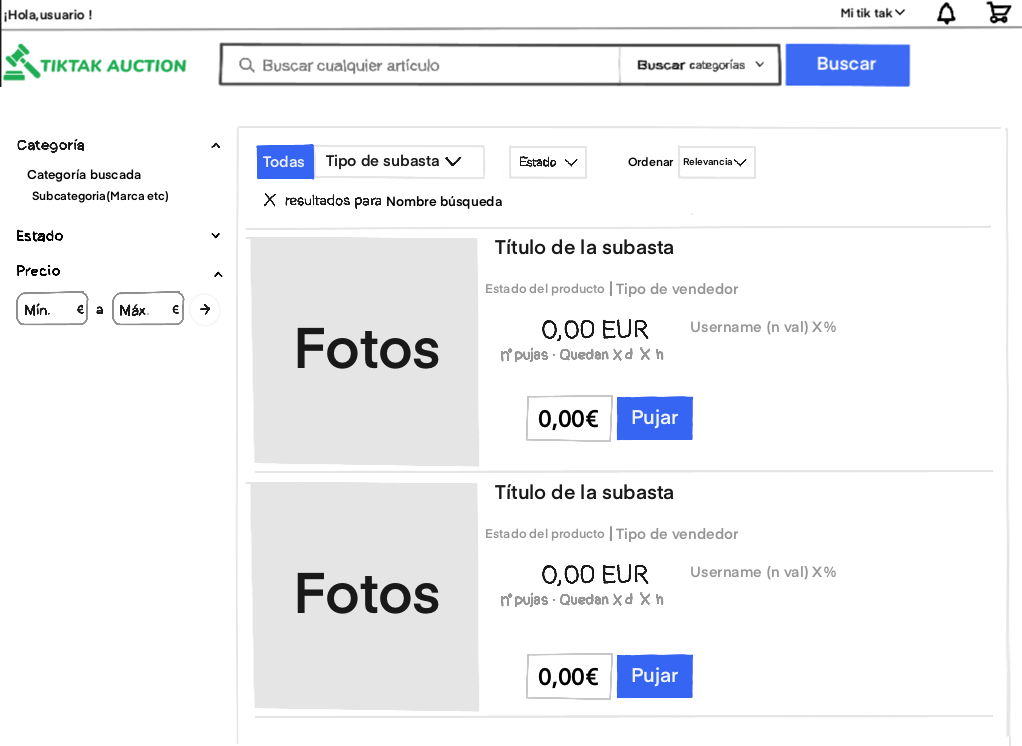 ¡Hola,usuario !
Mi tik tak
TIKTAK AUCTION
Buscar cualquier artículo
Buscar categorías
Buscar
Categoría
Categoría buscada
Subcategoria(Marca etc)
Estado
Precio
Mín. €
a
Máx. €
Todas
Tipo de subasta
Estado
Ordenar
Relevancia
X resultados para Nombre búsqueda
Fotos
Título de la subasta
Estado del producto | Tipo de vendedor
0,00 EUR
Username (n val) X%
nº pujas · Quedan X d X h
0,00€
Pujar
Fotos
Título de la subasta
Estado del producto | Tipo de vendedor
0,00 EUR
Username (n val) X%
nº pujas · Quedan X d X h
0,00€
Pujar